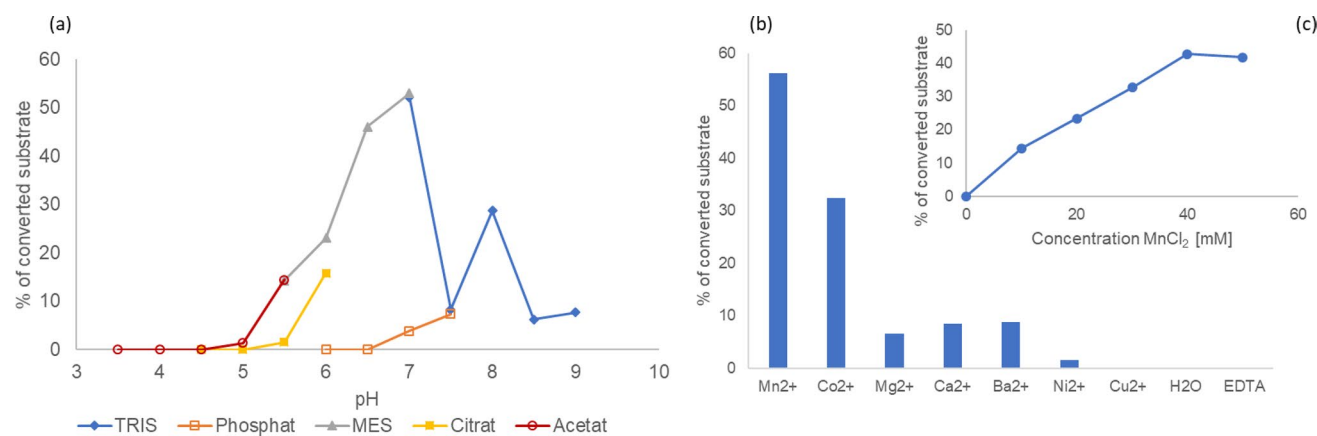 (a)
60
50
40
30
20
10
0
% of converted substrate
3 4 5 6 7 8 9 10
pH
TRIS Phosphat MES Citrat Acetat
(b)
60
50
40
30
20
10
0
% of converted substrate
Mn2+ Co2+ Mg2+ Ca2+ Ba2+ Ni2+ Cu2+ H2O EDTA
(c)
50
40
30
20
10
0
% of converted substrate
0 20 40 60
Concentration MnCl₂ [mM]